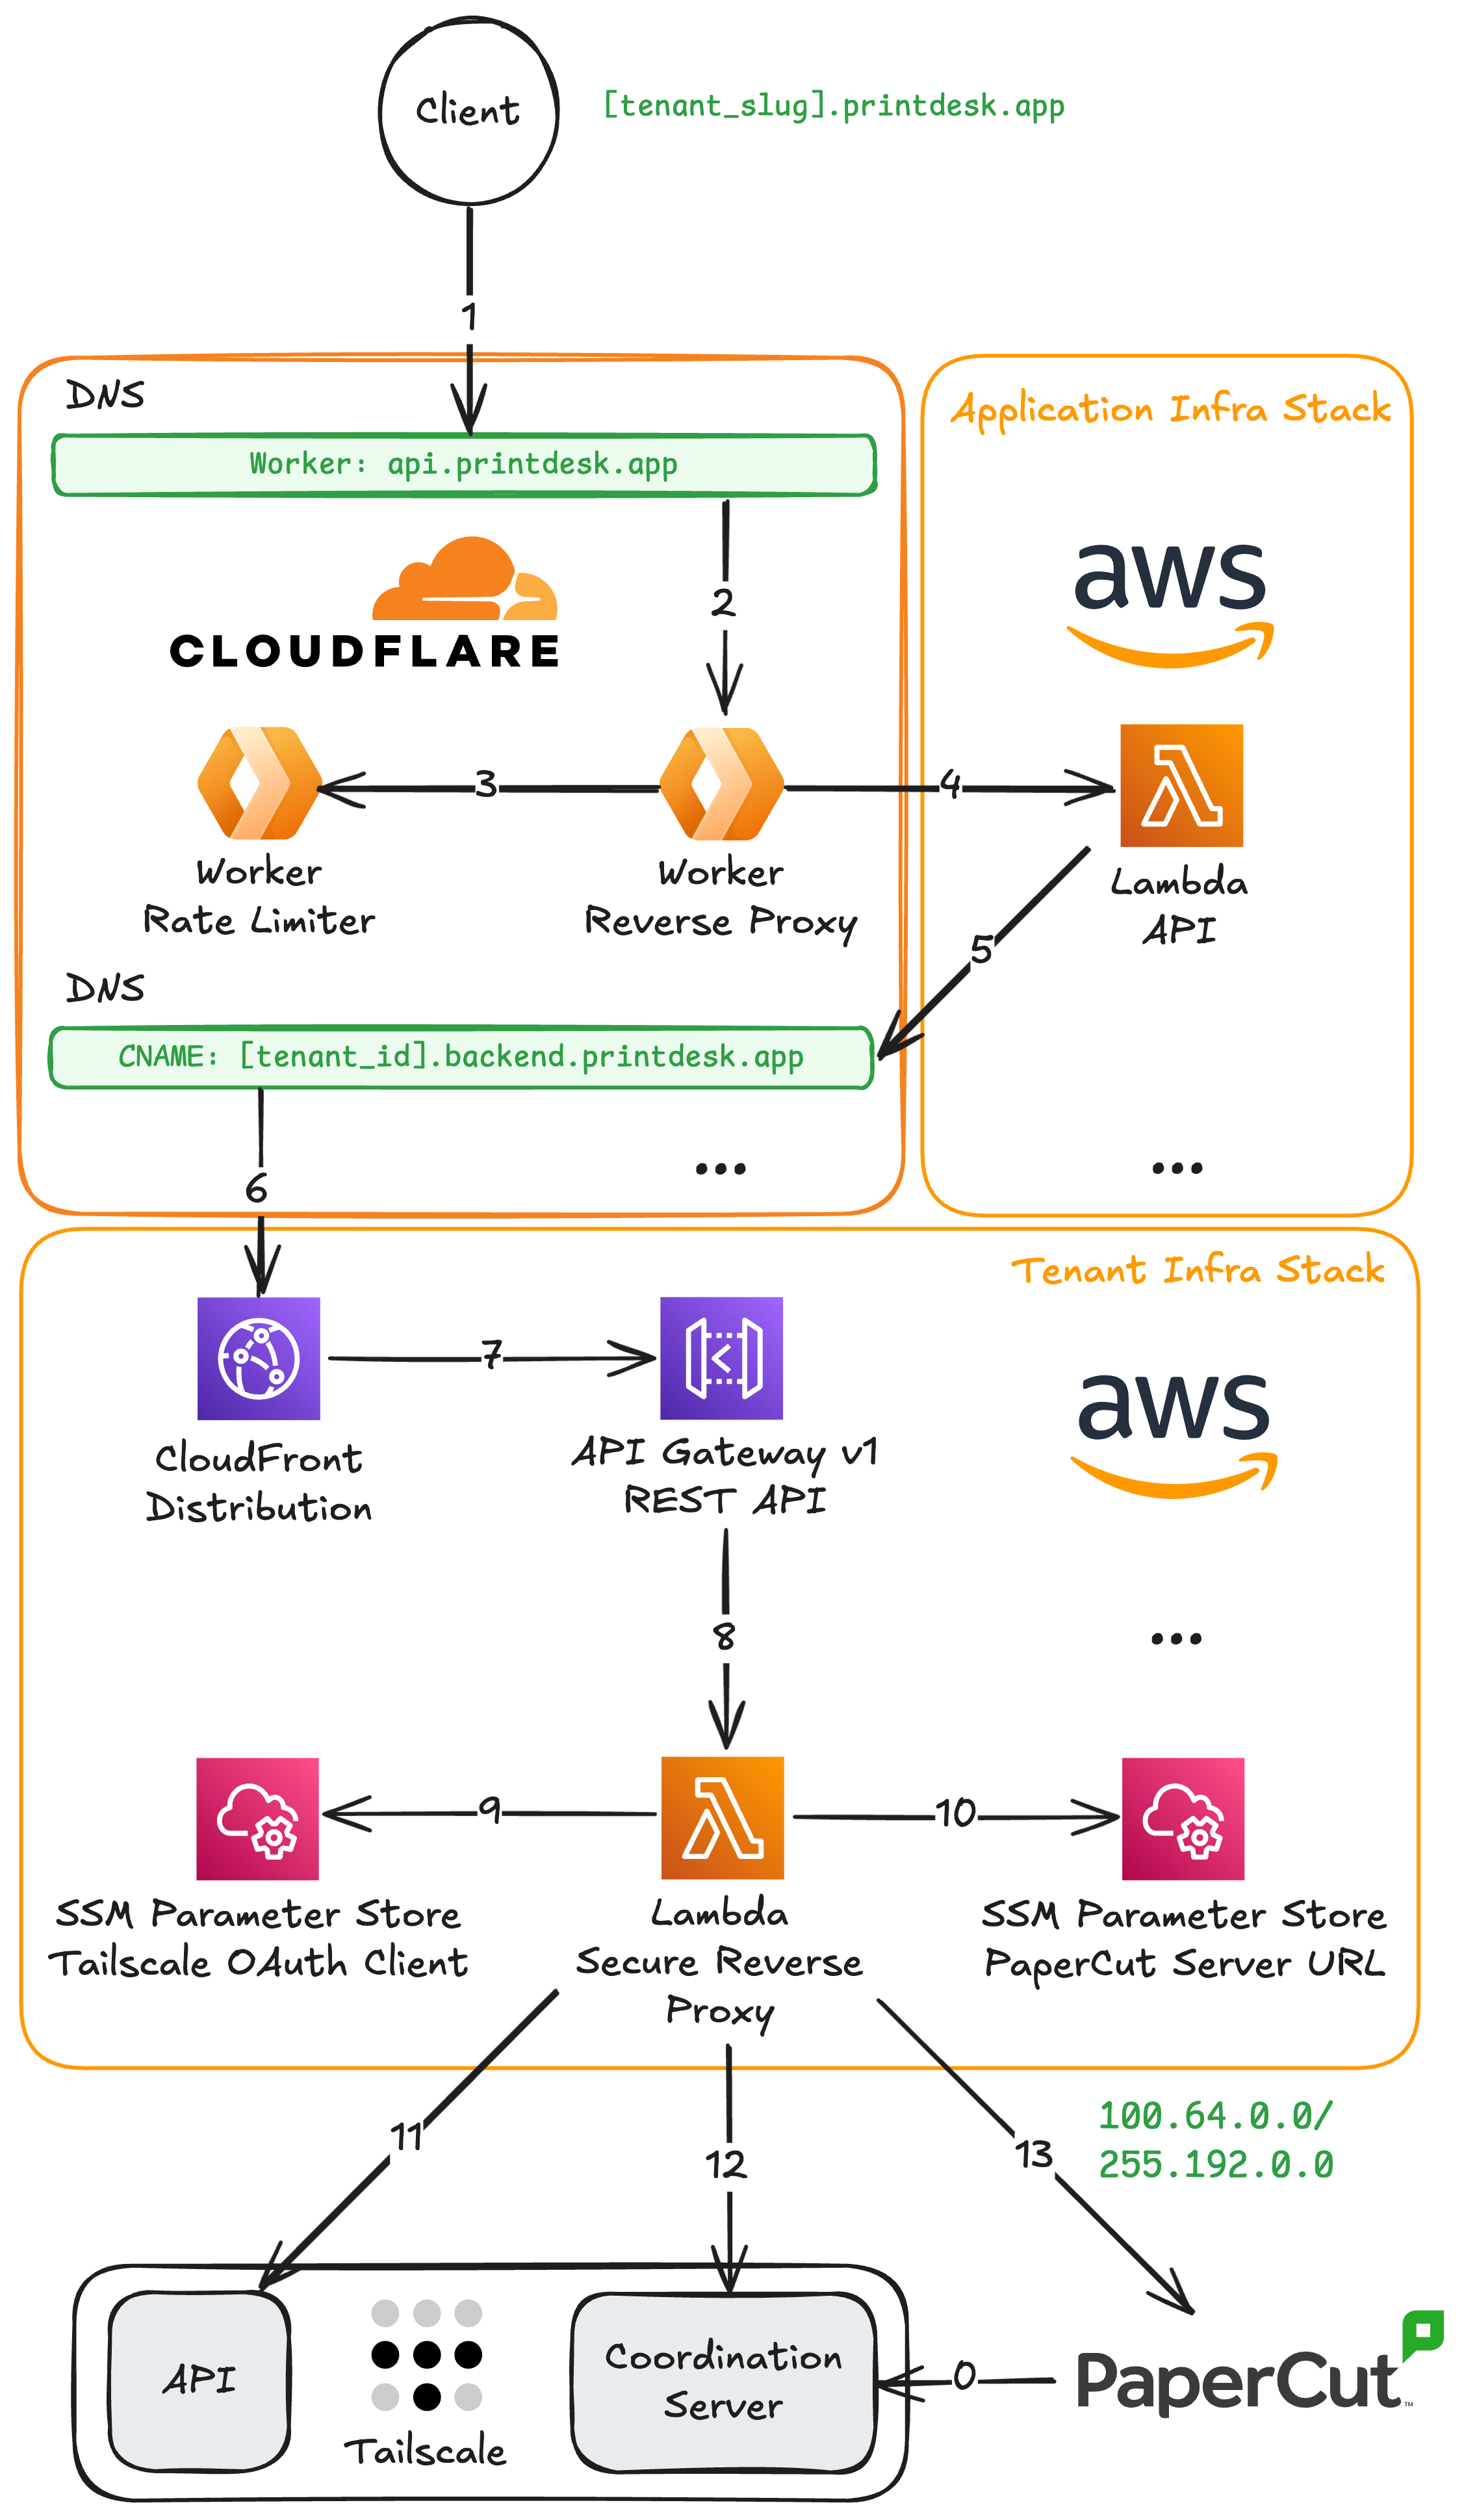 Client
[tenant_slug].printdesk.app
1
DNS
Worker: api.printdesk.app
Application Infra Stack
CLOUDFLARE
2
aws
3
4
Worker
Rate Limiter
Worker
Reverse Proxy
Lambda
API
5
DNS
CNAME: [tenant_id].backend.printdesk.app
...
...
6
Tenant Infra Stack
7
CloudFront
Distribution
API Gateway v1
REST API
aws
8
...
9
10
SSM Parameter Store
Tailscale OAuth Client
Lambda
Secure Reverse
Proxy
SSM Parameter Store
PaperCut Server URL
11
12
13
100.64.0.0/
255.192.0.0
API
Tailscale
Coordination
Server
0
PaperCut™